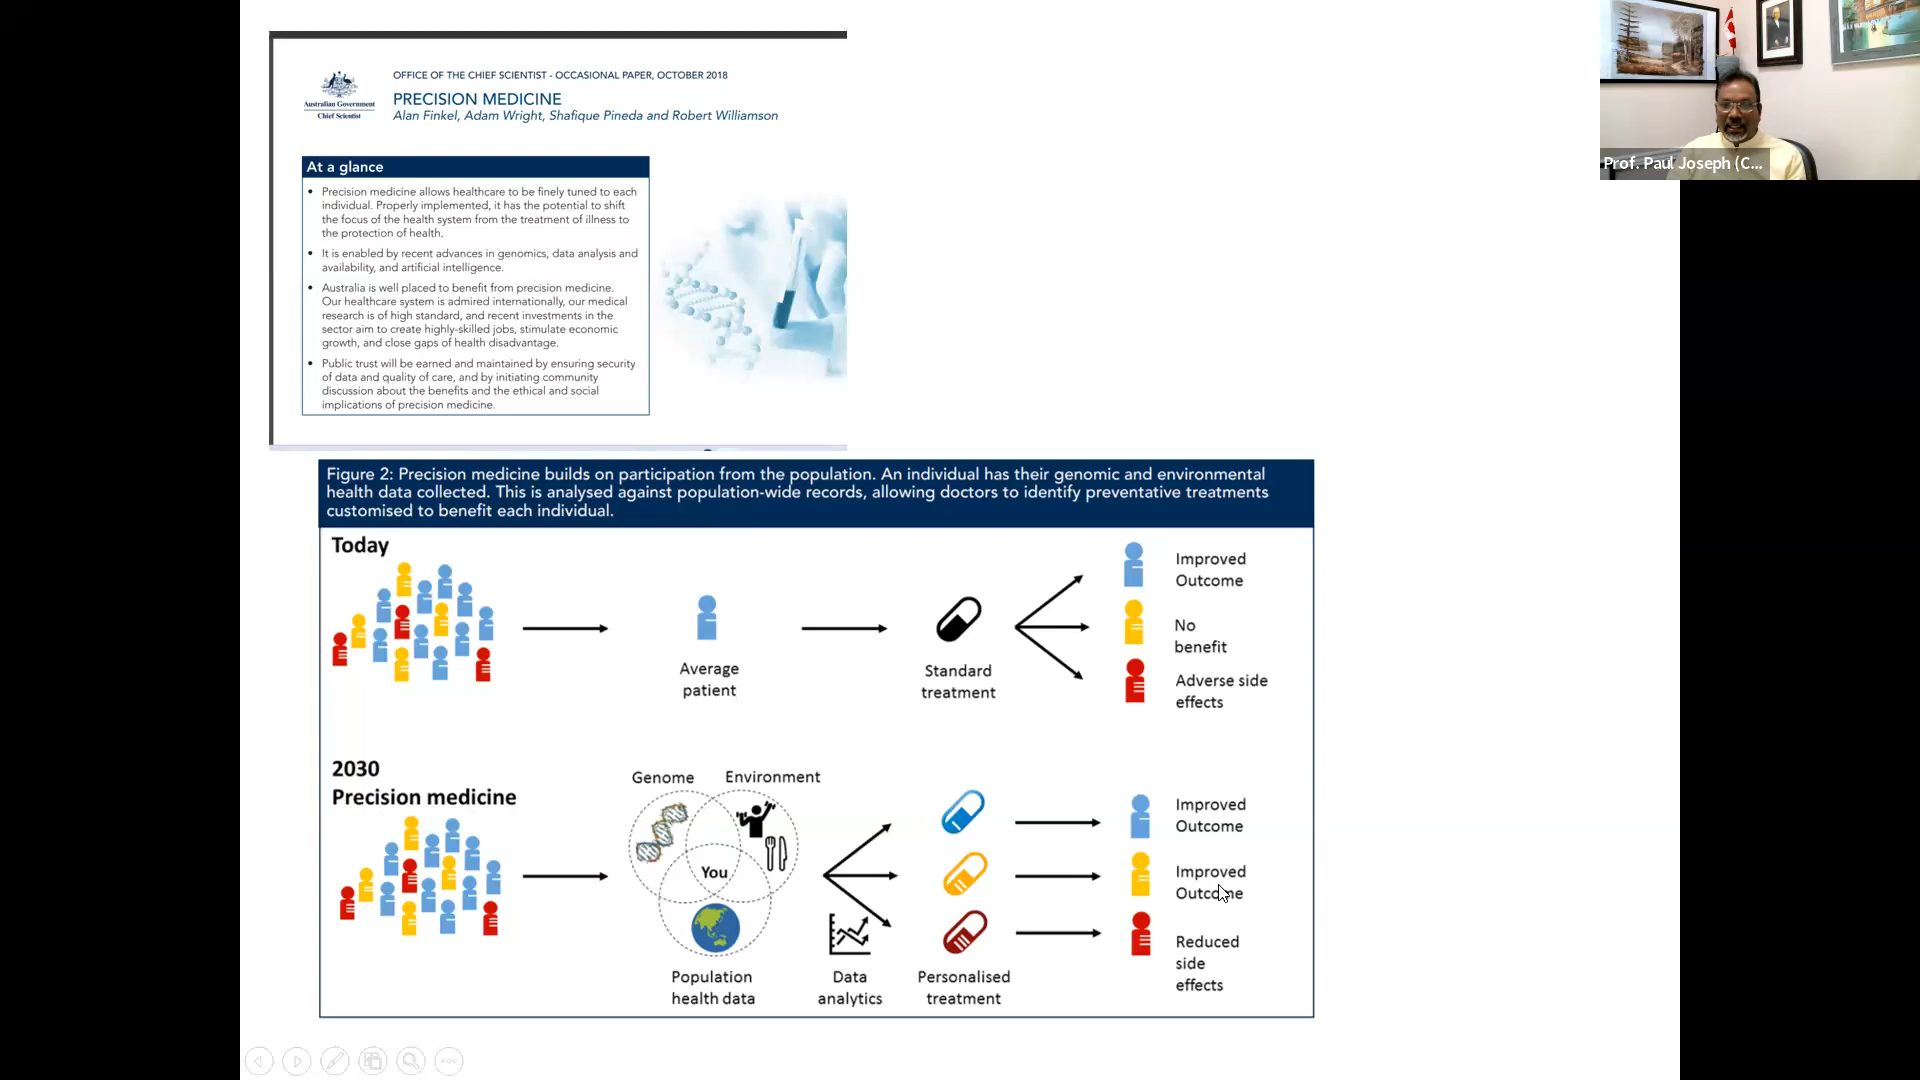 OFFICE OF THE CHIEF SCIENTIST - OCCASIONAL PAPER, OCTOBER 2018
Australian Government
Chief Scientist
PRECISION MEDICINE
Alan Finkel, Adam Wright, Shafique Pineda and Robert Williamson
At a glance
• Precision medicine allows healthcare to be finely tuned to each
individual. Properly implemented, it has the potential to shift
the focus of the health system from the treatment of illness to
the protection of health.
• It is enabled by recent advances in genomics, data analysis and
availability, and artificial intelligence.
• Australia is well placed to benefit from precision medicine.
Our healthcare system is admired internationally, our medical
research is of high standard, and recent investments in the
sector aim to create highly-skilled jobs, stimulate economic
growth, and close gaps of health disadvantage.
• Public trust will be earned and maintained by ensuring security
of data and quality of care, and by initiating community
discussion about the benefits and the ethical and social
implications of precision medicine.
Prof. Paul Joseph (C...
Figure 2: Precision medicine builds on participation from the population. An individual has their genomic and environmental
health data collected. This is analysed against population-wide records, allowing doctors to identify preventative treatments
customised to benefit each individual.
Today
Average
patient
Standard
treatment
Improved
Outcome
No
benefit
Adverse side
effects
2030
Precision medicine
Genome
Environment
You
Population
health data
Data
analytics
Personalised
treatment
Improved
Outcome
Improved
Outcome
Reduced
side
effects